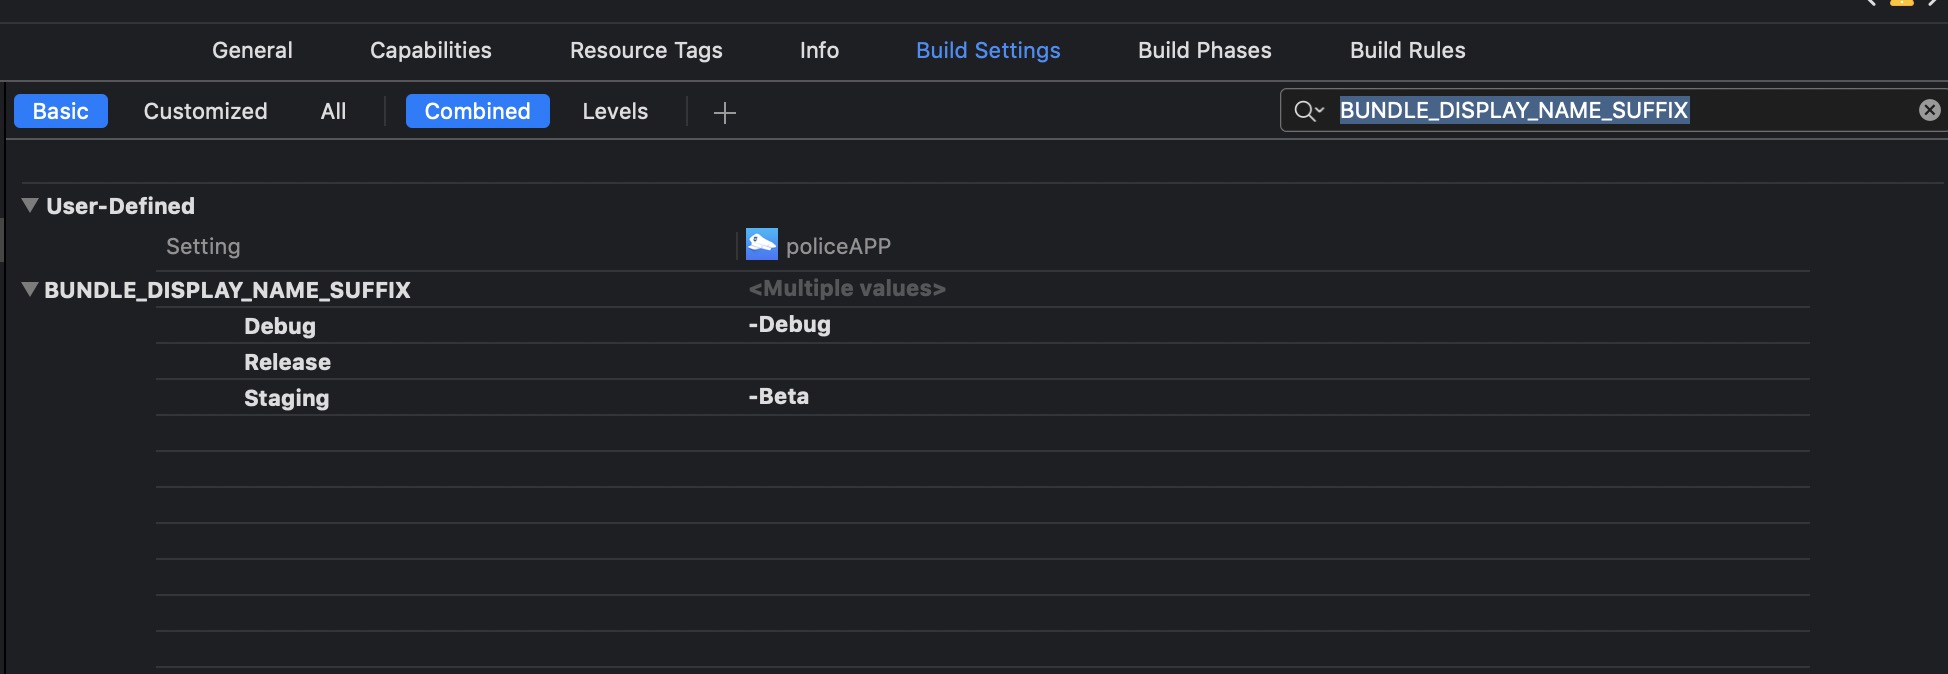 General Capabilities Resource Tags Info Build Settings Build Phases Build Rules
Basic Customized All Combined Levels + BUNDLE_DISPLAY_NAME_SUFFIX
User-Defined
Setting policeAPP
BUNDLE_DISPLAY_NAME_SUFFIX <Multiple values>
Debug -Debug
Release
Staging -Beta